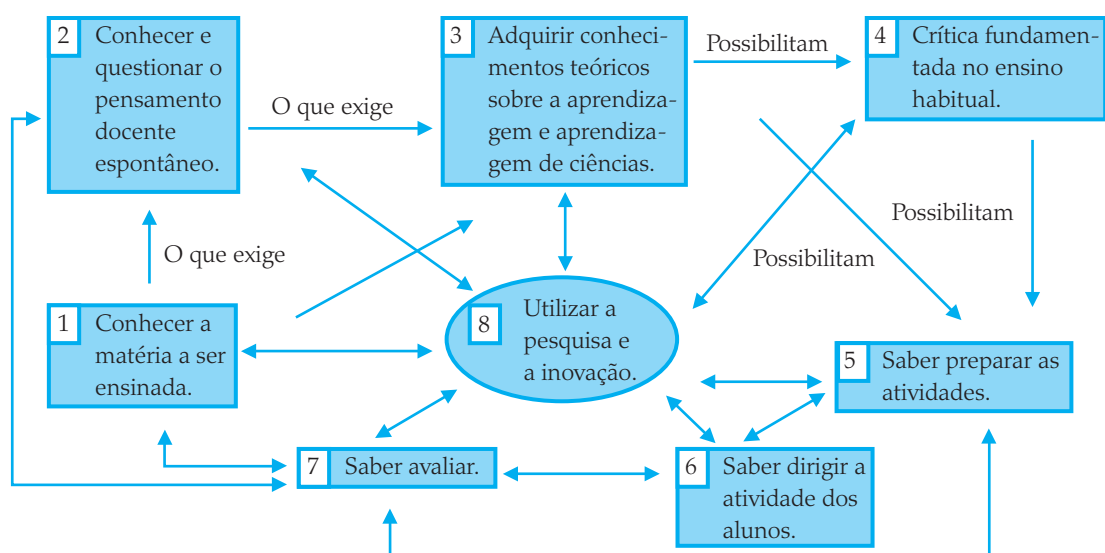 2 Conhecer e
questionar o
pensamento
docente
espontâneo.
O que exige
3 Adquirir conheci-
mentos teóricos
sobre a aprendiza-
gem e aprendiza-
gem de ciências.
Possibilitam
4 Crítica fundamen-
tada no ensino
habitual.
O que exige
Possibilitam
Possibilitam
1 Conhecer a
matéria a ser
ensinada.
8 Utilizar a
pesquisa e
a inovação.
5 Saber preparar as
atividades.
7 Saber avaliar.
6 Saber dirigir a
atividade dos
alunos.